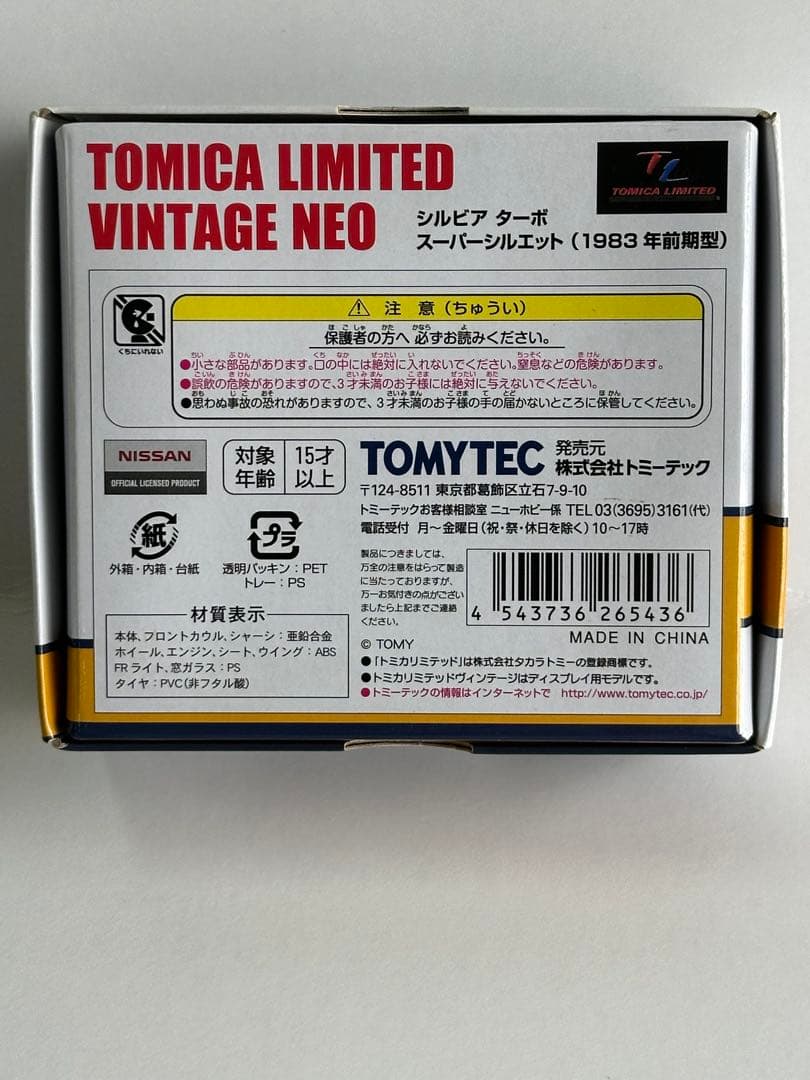 TOMICA LIMITED
VINTAGE NEO
TL
TOMICA LIMITED
シルビア ターボ
スーパーシルエット(1983年前期型)
くちにいれない
⚠ 注 意(ちゅうい)
保護者の方へ 必ずお読みください。
●小さな部品があります。口の中には絶対に入れないでください。窒息などの危険があります。
●誤飲の危険がありますので、3才未満のお子様には絶対に与えないでください。
●思わぬ事故の恐れがありますので、3才未満のお子様の手の届かないところに保管してください。
NISSAN
OFFICIAL LICENSED PRODUCT
対象年齢 15才以上
TOMYTEC 発売元
株式会社トミーテック
〒124-8511 東京都葛飾区立石7-9-10
トミーテックお客様相談室 ニューホビー係 TEL 03(3695)3161(代)
電話受付 月~金曜日(祝・祭・休日を除く)10~17時
紙
外箱・内箱・台紙
プラ
透明パッキン:PET
トレー:PS
製品につきましては、
万全の注意をはらって製造
に当たっておりますが、
万一お気付きの点がござい
ましたら上記までご連絡
ください。
4 543736 265436
MADE IN CHINA
材質表示
本体、フロントカウル、シャーシ:亜鉛合金
ホイール、エンジン、シート、ウイング:ABS
FRライト、窓ガラス:PS
タイヤ:PVC(非フタル酸)
© TOMY
●「トミカリミテッド」は株式会社タカラトミーの登録商標です。
●トミカリミテッドヴィンテージはディスプレイ用モデルです。
●トミーテックの情報はインターネットで http://www.tomytec.co.jp/